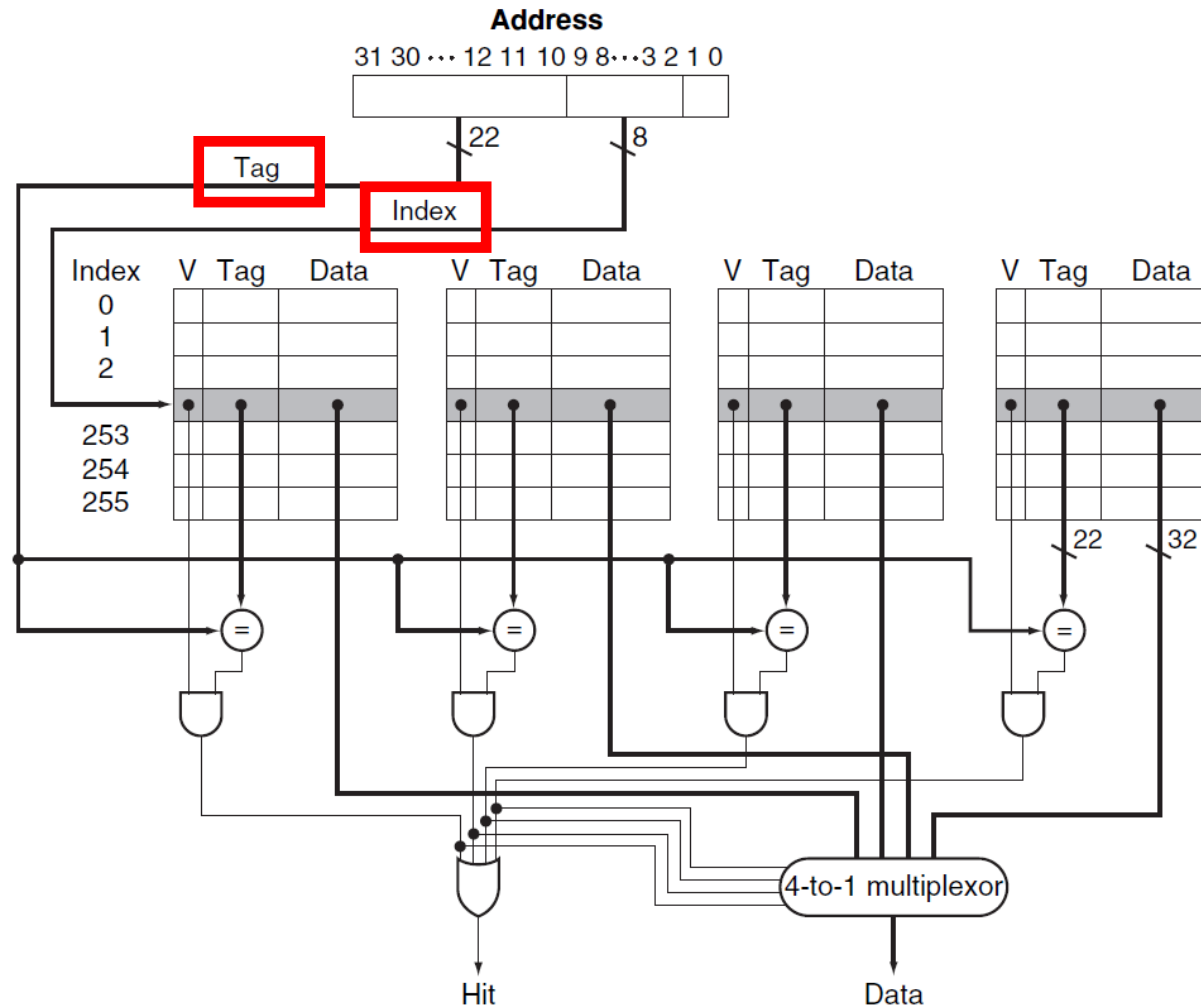 Address
31 30 ··· 12 11 10 9 8···3 2 1 0
22
8
Tag
Index
Index V Tag Data V Tag Data V Tag Data V Tag Data
0
1
2
253
254
255
22 32
= = = =
4-to-1 multiplexor
Hit Data